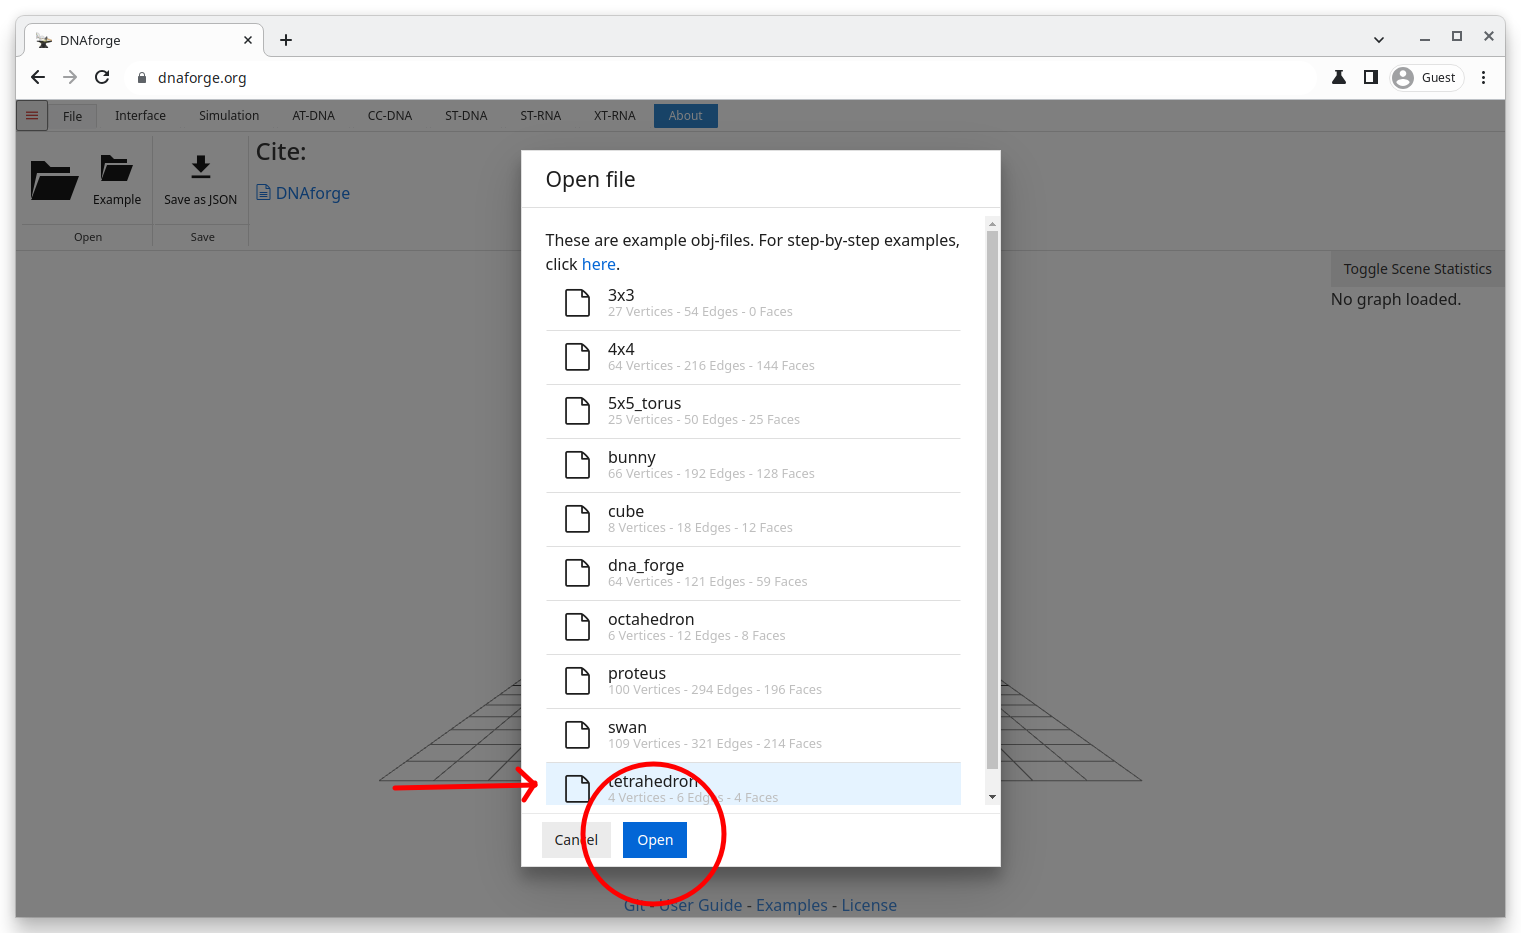 DNAforge
dnaforge.org
Guest
File Interface Simulation AT-DNA CC-DNA ST-DNA ST-RNA XT-RNA About
Cite:
DNAforge
Example
Save as JSON
Open
Save
Toggle Scene Statistics
No graph loaded.
Open file
These are example obj-files. For step-by-step examples,
click here.
3x3
27 Vertices - 54 Edges - 0 Faces
4x4
64 Vertices - 216 Edges - 144 Faces
5x5_torus
25 Vertices - 50 Edges - 25 Faces
bunny
66 Vertices - 192 Edges - 128 Faces
cube
8 Vertices - 18 Edges - 12 Faces
dna_forge
64 Vertices - 121 Edges - 59 Faces
octahedron
6 Vertices - 12 Edges - 8 Faces
proteus
100 Vertices - 294 Edges - 196 Faces
swan
109 Vertices - 321 Edges - 214 Faces
tetrahedron
4 Vertices - 6 Edges - 4 Faces
Cancel Open
Git - User Guide - Examples - License